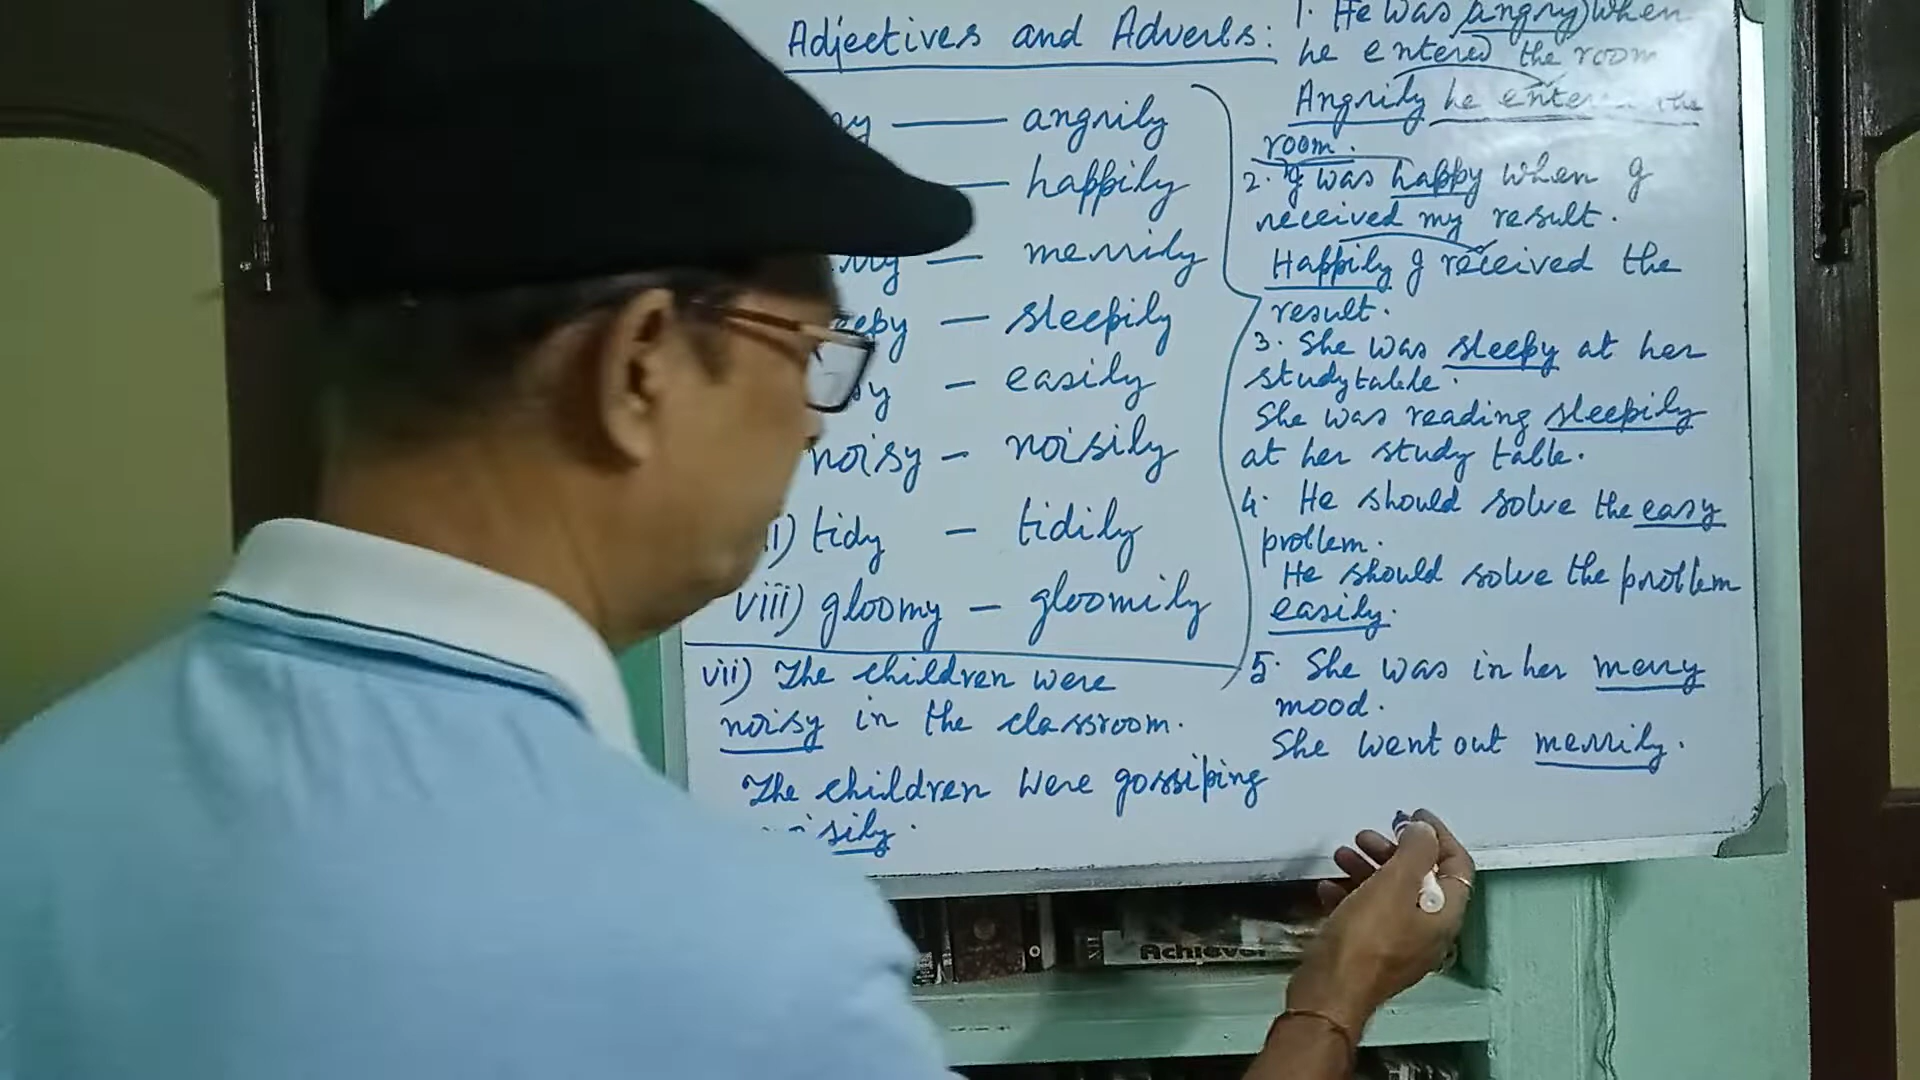 Adjectives and Adverbs:
— angrily
— happily
— merrily
— sleepily
— easily
noisy — noisily
tidy — tidily
viii) gloomy — gloomily
vii) The children were
noisy in the classroom.
The children were gossiping
1. He was angry when
he entered the room
Angrily he the
room.
2. I was happy when I
received my result.
Happily I received the
result.
3. She was sleepy at her
study table.
She was reading sleepily
at her study table.
4. He should solve the easy
problem.
He should solve the problem
easily.
5. She was in her merry
mood.
She went out merrily.
Achiever